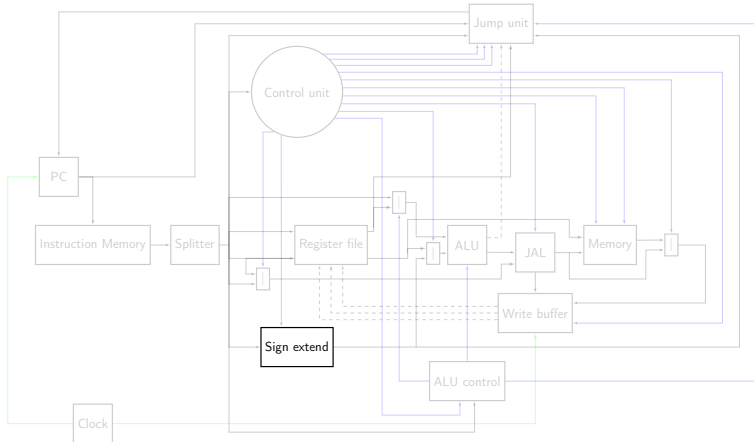 Jump unit
Control unit
PC
Instruction Memory
Splitter
Register file
ALU
JAL
Memory
Write buffer
Sign extend
ALU control
Clock